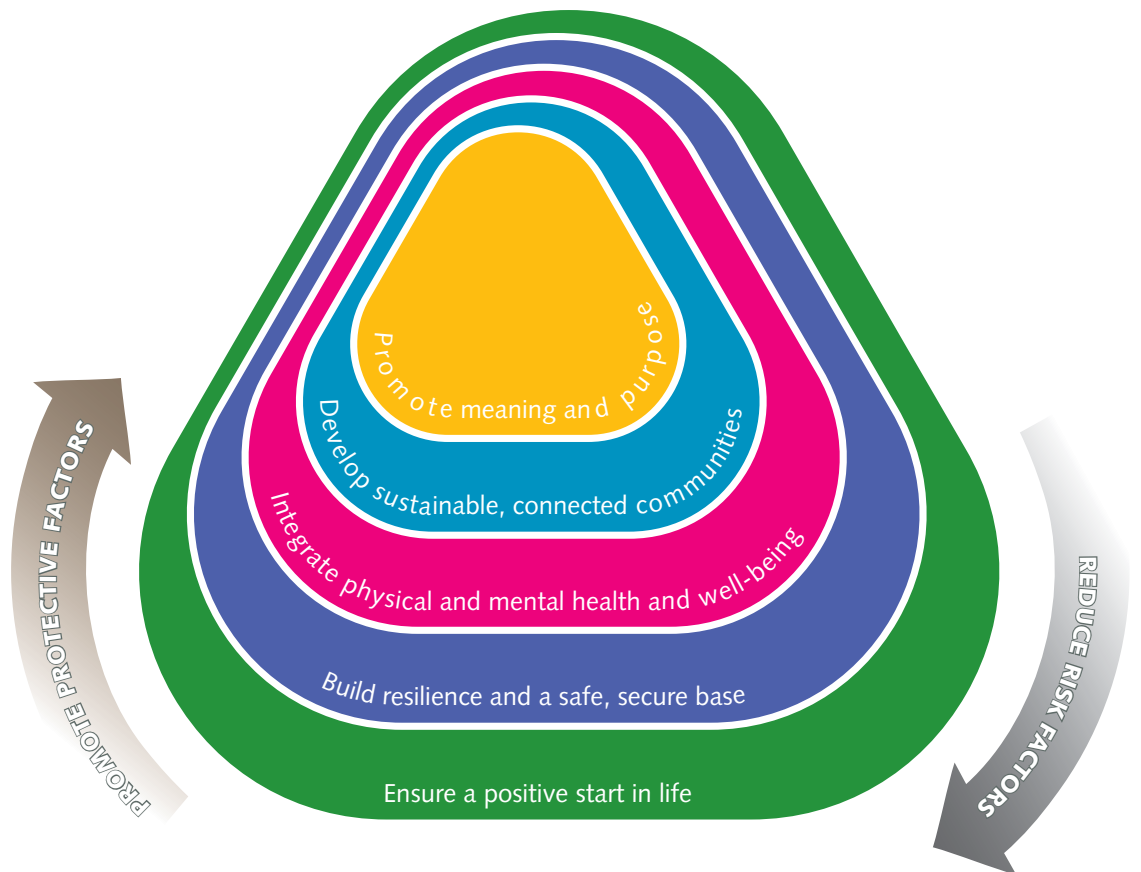 Promote meaning and purpose
Develop sustainable, connected communities
Integrate physical and mental health and well-being
Build resilience and a safe, secure base
Ensure a positive start in life
PROMOTE PROTECTIVE FACTORS
REDUCE RISK FACTORS